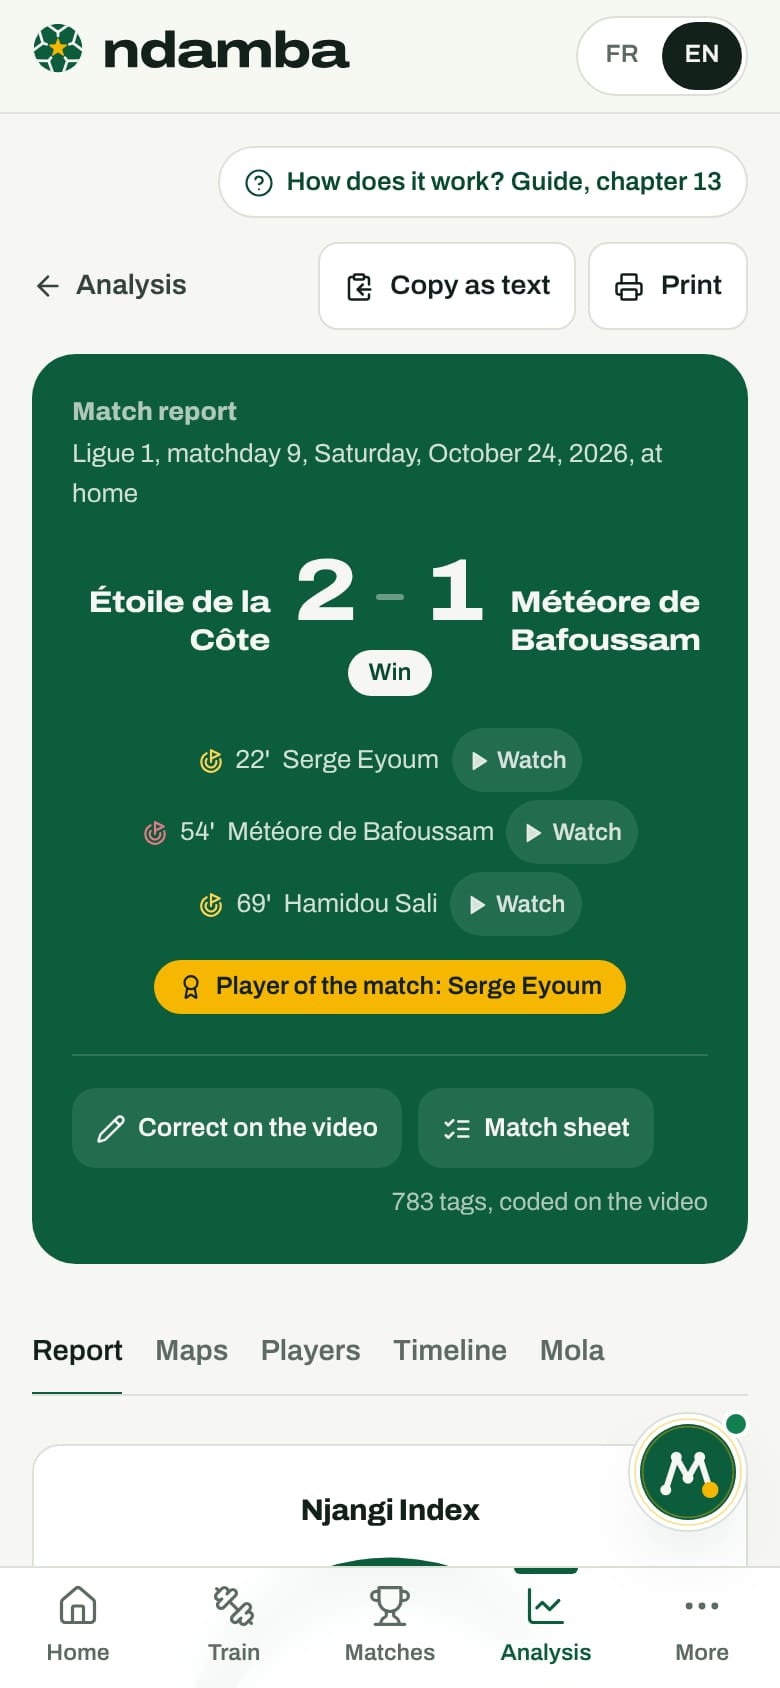 ndamba
FR EN
How does it work? Guide, chapter 13
Analysis
Copy as text
Print
Match report
Ligue 1, matchday 9, Saturday, October 24, 2026, at
home
Étoile de la
Côte
2 – 1
Météore de
Bafoussam
Win
22' Serge Eyoum Watch
54' Météore de Bafoussam Watch
69' Hamidou Sali Watch
Player of the match: Serge Eyoum
Correct on the video
Match sheet
783 tags, coded on the video
Report Maps Players Timeline Mola
M
Njangi Index
Home Train Matches Analysis More